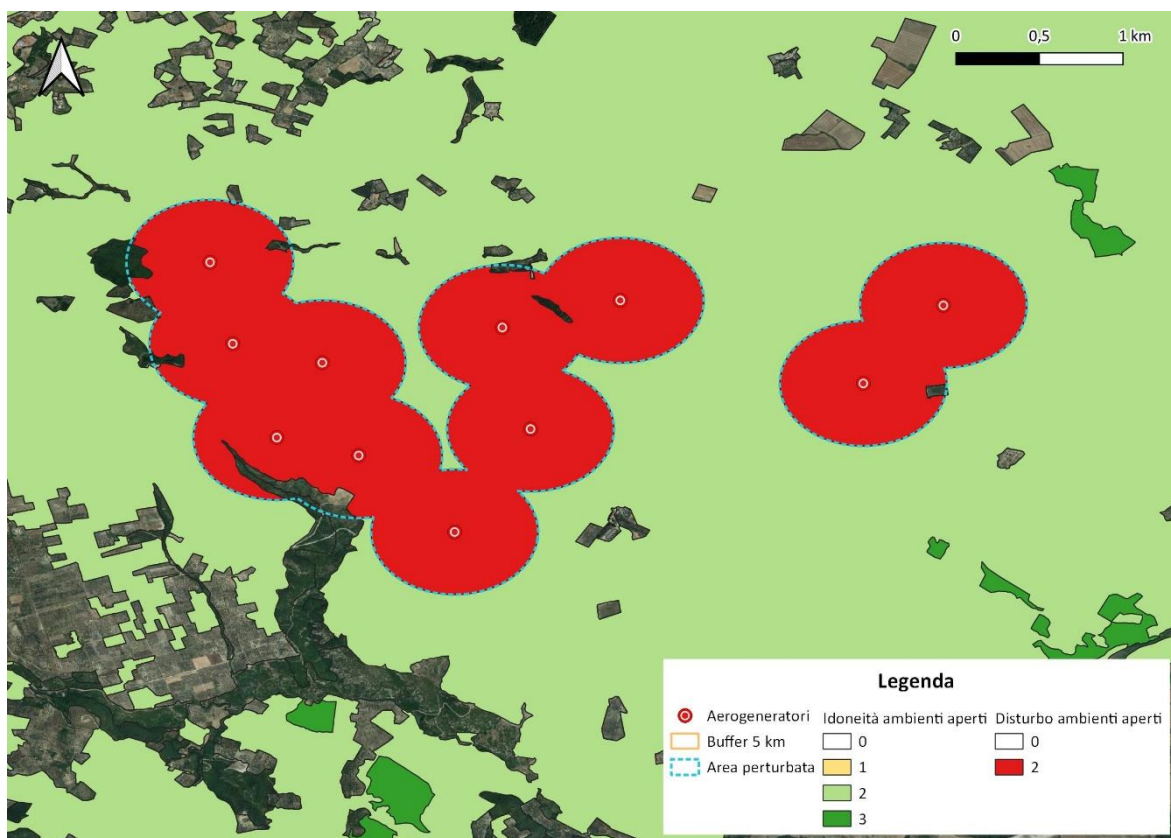 0 0,5 1 km
Legenda
Aerogeneratori
Buffer 5 km
Area perturbata
Idoneità ambienti aperti
0
1
2
3
Disturbo ambienti aperti
0
2